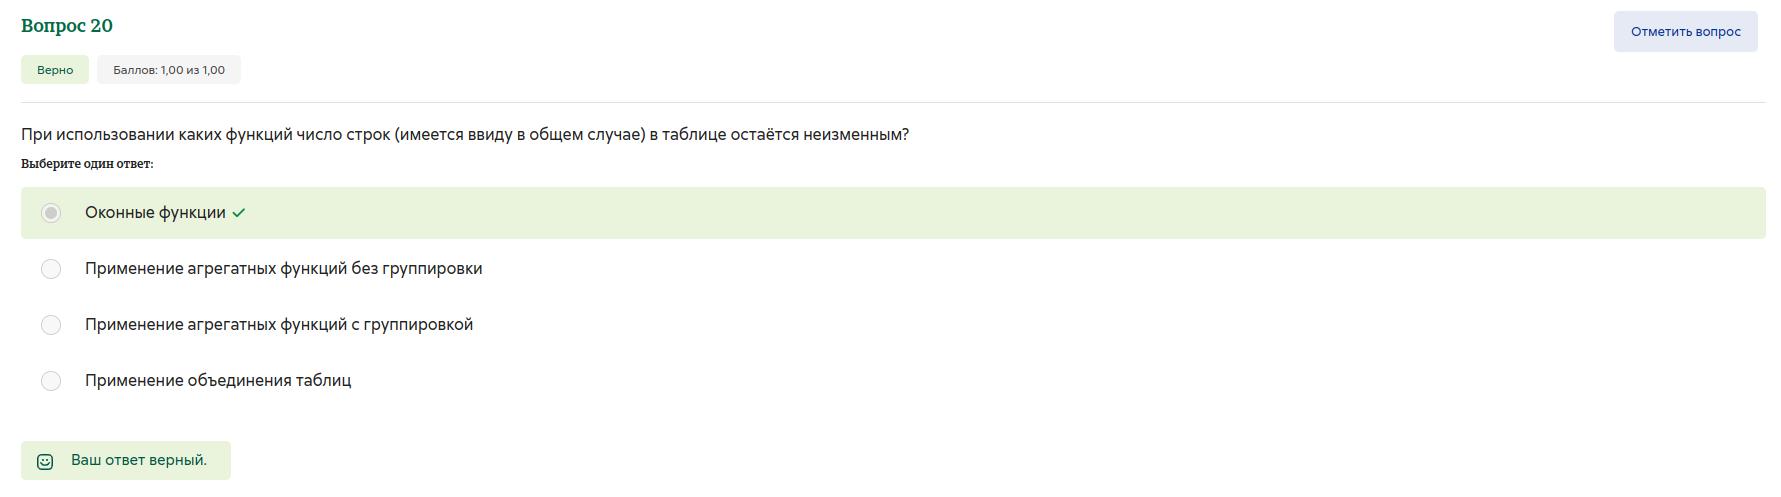 Вопрос 20
Отметить вопрос
Верно
Баллов: 1,00 из 1,00
При использовании каких функций число строк (имеется ввиду в общем случае) в таблице остаётся неизменным?
Выберите один ответ:
Оконные функции
Применение агрегатных функций без группировки
Применение агрегатных функций с группировкой
Применение объединения таблиц
Ваш ответ верный.